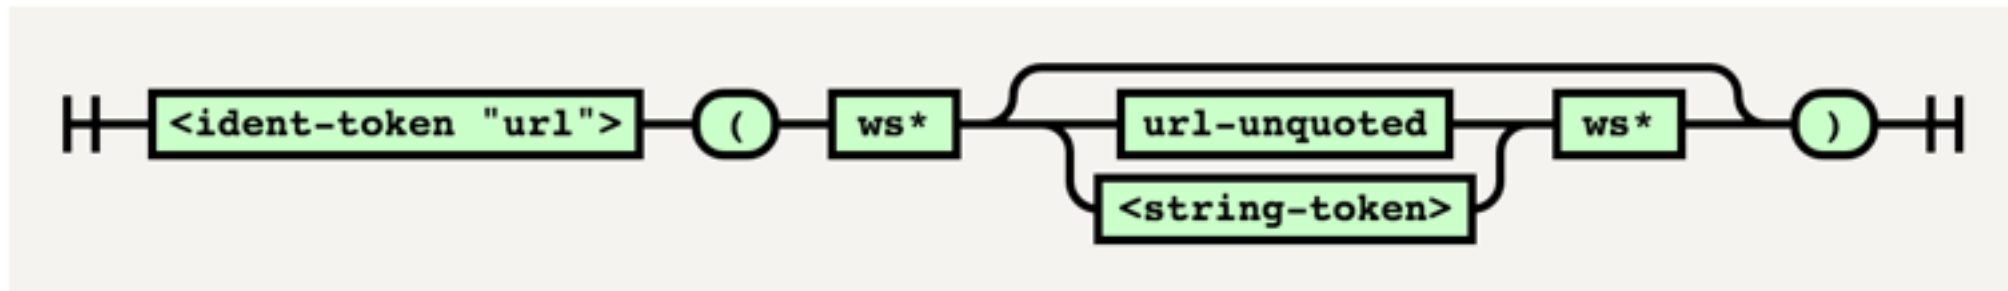 <ident-token "url"> ( ws* url-unquoted ws* )
<string-token>